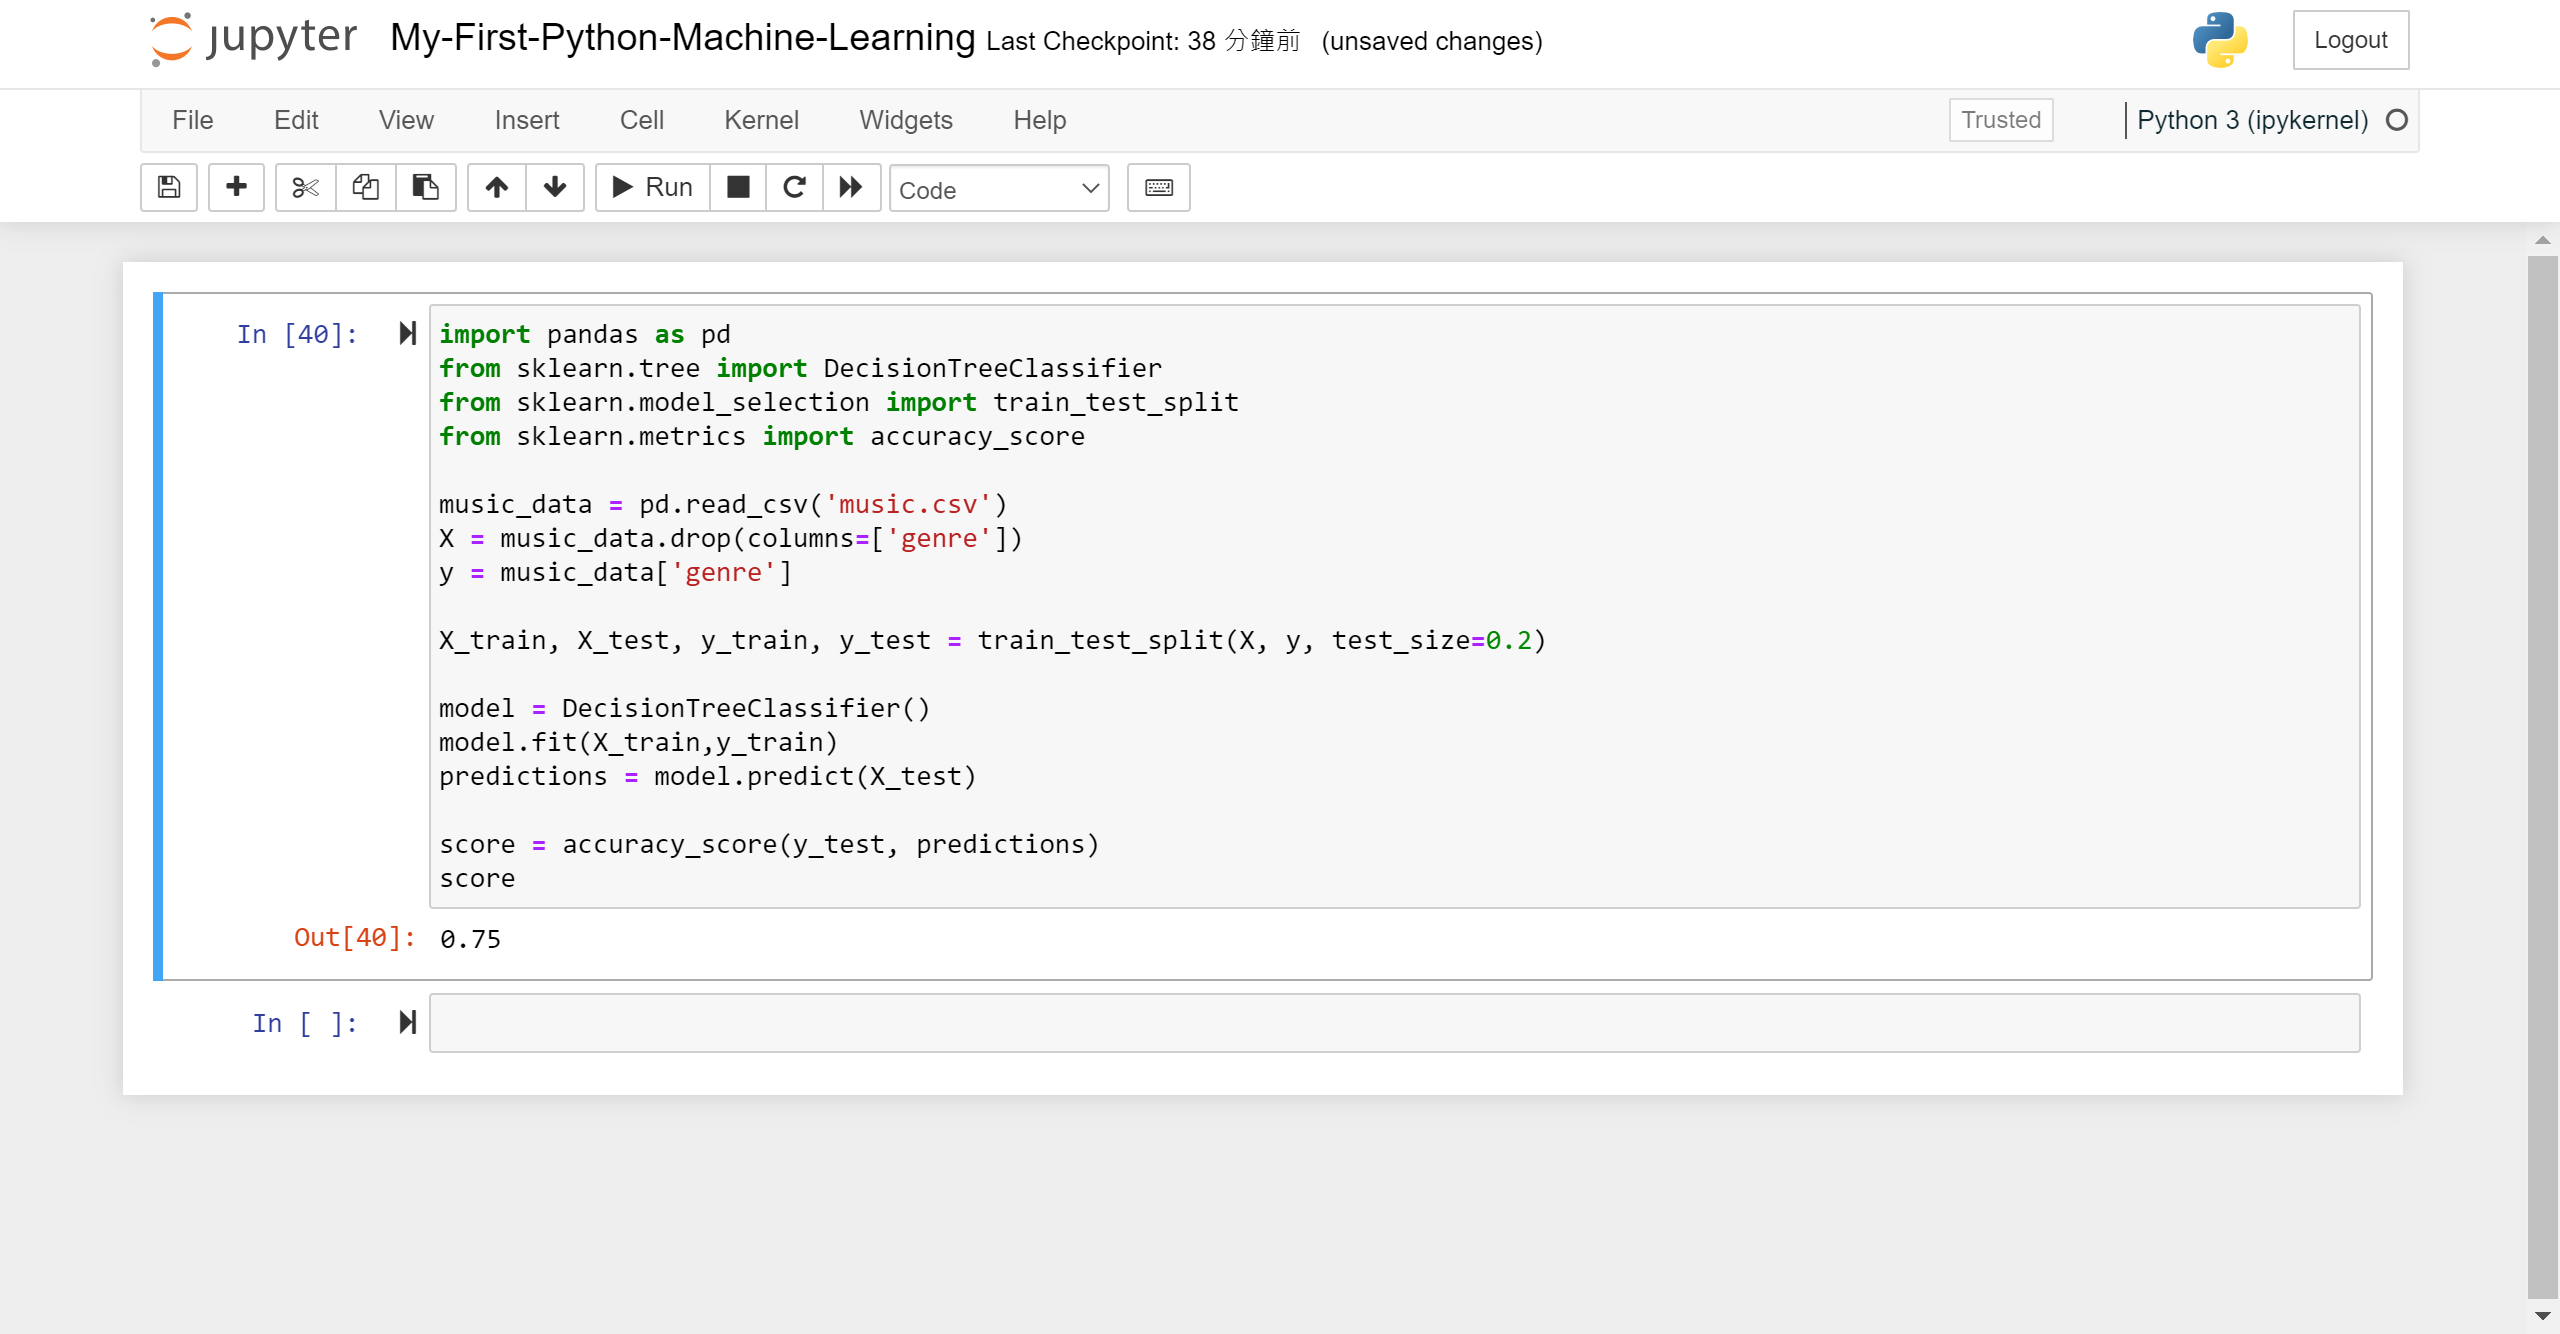 jupyter My-First-Python-Machine-Learning Last Checkpoint: 38 分鐘前 (unsaved changes) Logout
File Edit View Insert Cell Kernel Widgets Help Trusted Python 3 (ipykernel)
Run Code
In [40]: import pandas as pd
from sklearn.tree import DecisionTreeClassifier
from sklearn.model_selection import train_test_split
from sklearn.metrics import accuracy_score
music_data = pd.read_csv('music.csv')
X = music_data.drop(columns=['genre'])
y = music_data['genre']
X_train, X_test, y_train, y_test = train_test_split(X, y, test_size=0.2)
model = DecisionTreeClassifier()
model.fit(X_train,y_train)
predictions = model.predict(X_test)
score = accuracy_score(y_test, predictions)
score
Out[40]: 0.75
In [ ]: